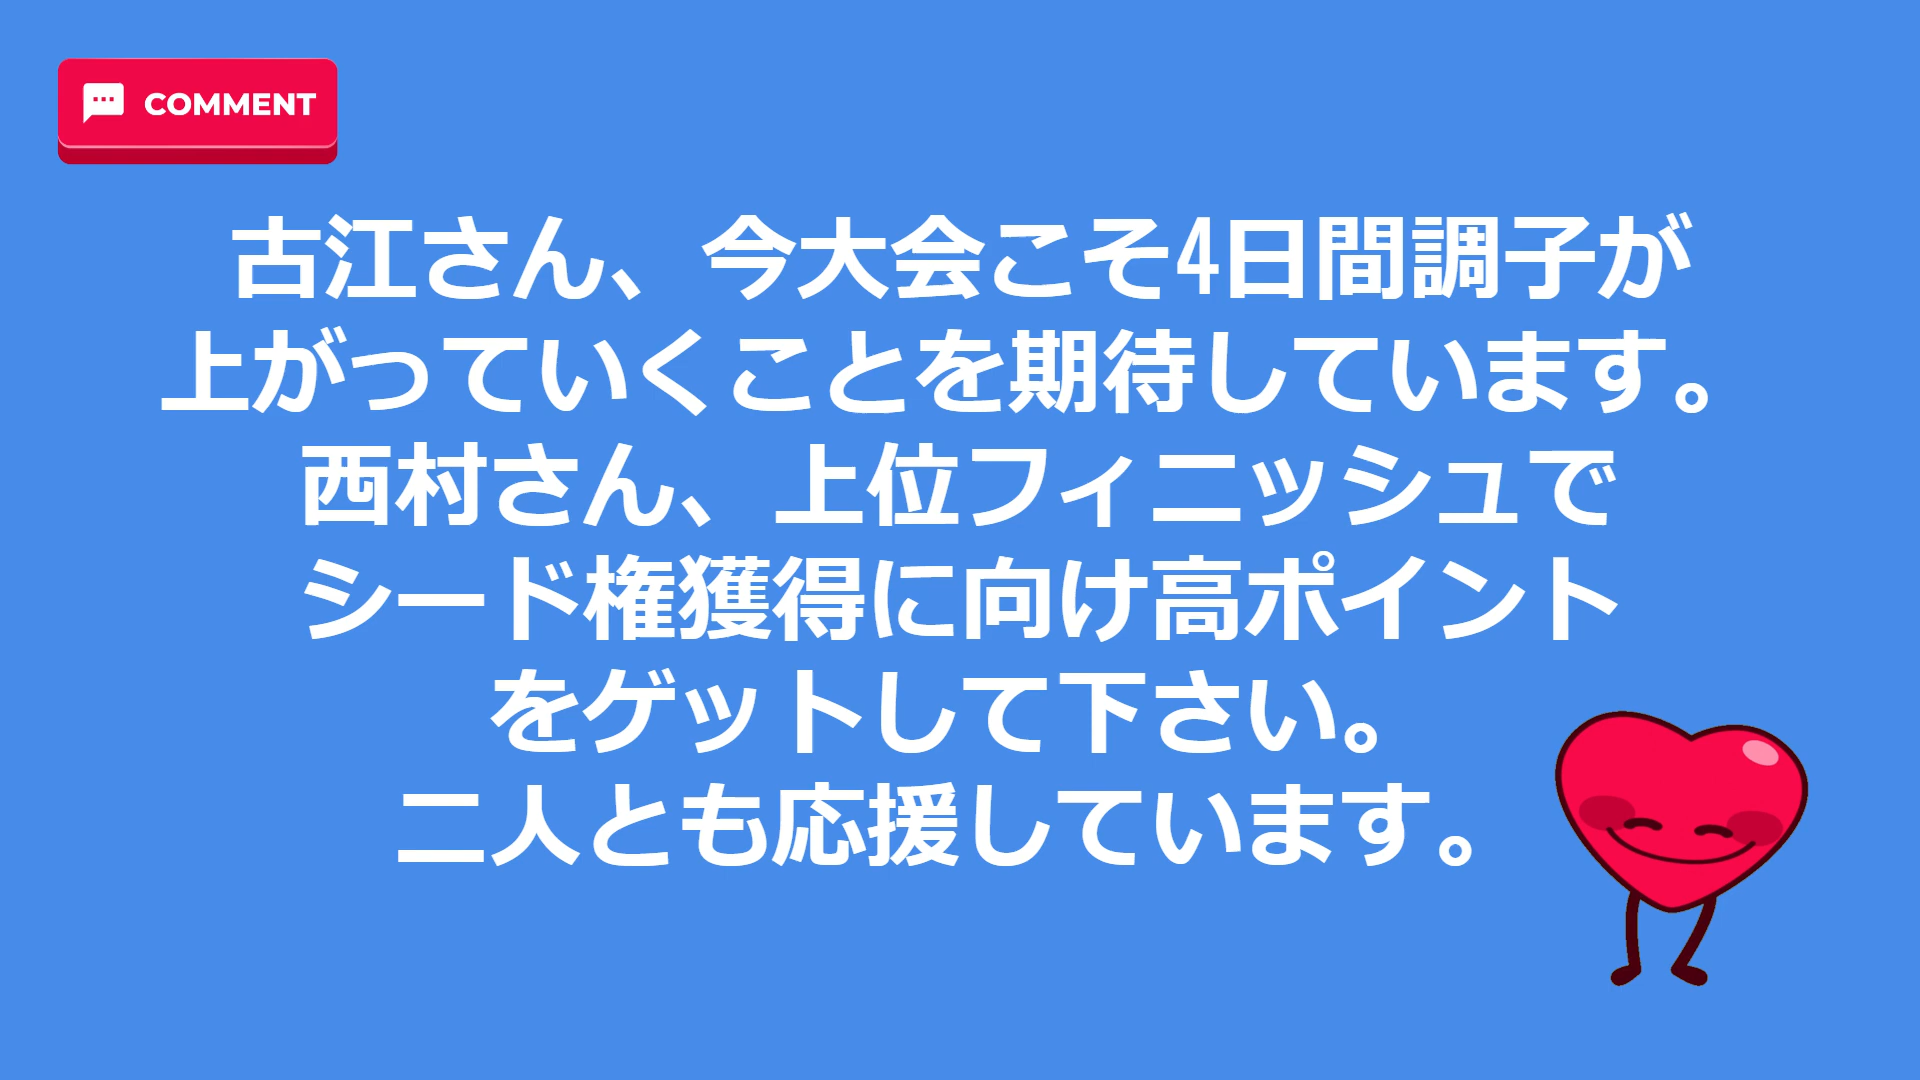 COMMENT
古江さん、今大会こそ4日間調子が
上がっていくことを期待しています。
西村さん、上位フィニッシュで
シード権獲得に向け高ポイント
をゲットして下さい。
二人とも応援しています。